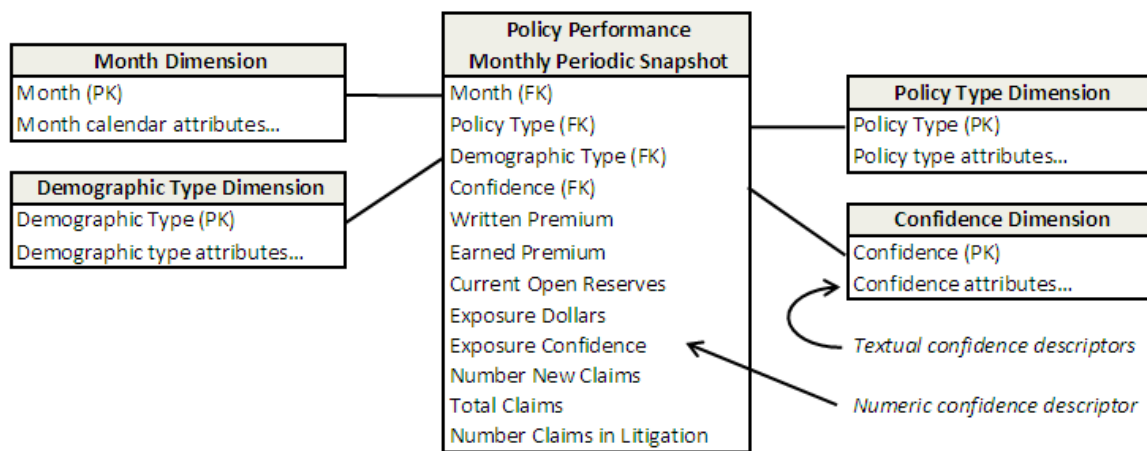 Policy Performance
Monthly Periodic Snapshot
Month (FK)
Policy Type (FK)
Demographic Type (FK)
Confidence (FK)
Written Premium
Earned Premium
Current Open Reserves
Exposure Dollars
Exposure Confidence
Number New Claims
Total Claims
Number Claims in Litigation
Month Dimension
Month (PK)
Month calendar attributes...
Demographic Type Dimension
Demographic Type (PK)
Demographic type attributes...
Policy Type Dimension
Policy Type (PK)
Policy type attributes...
Confidence Dimension
Confidence (PK)
Confidence attributes...
Textual confidence descriptors
Numeric confidence descriptor